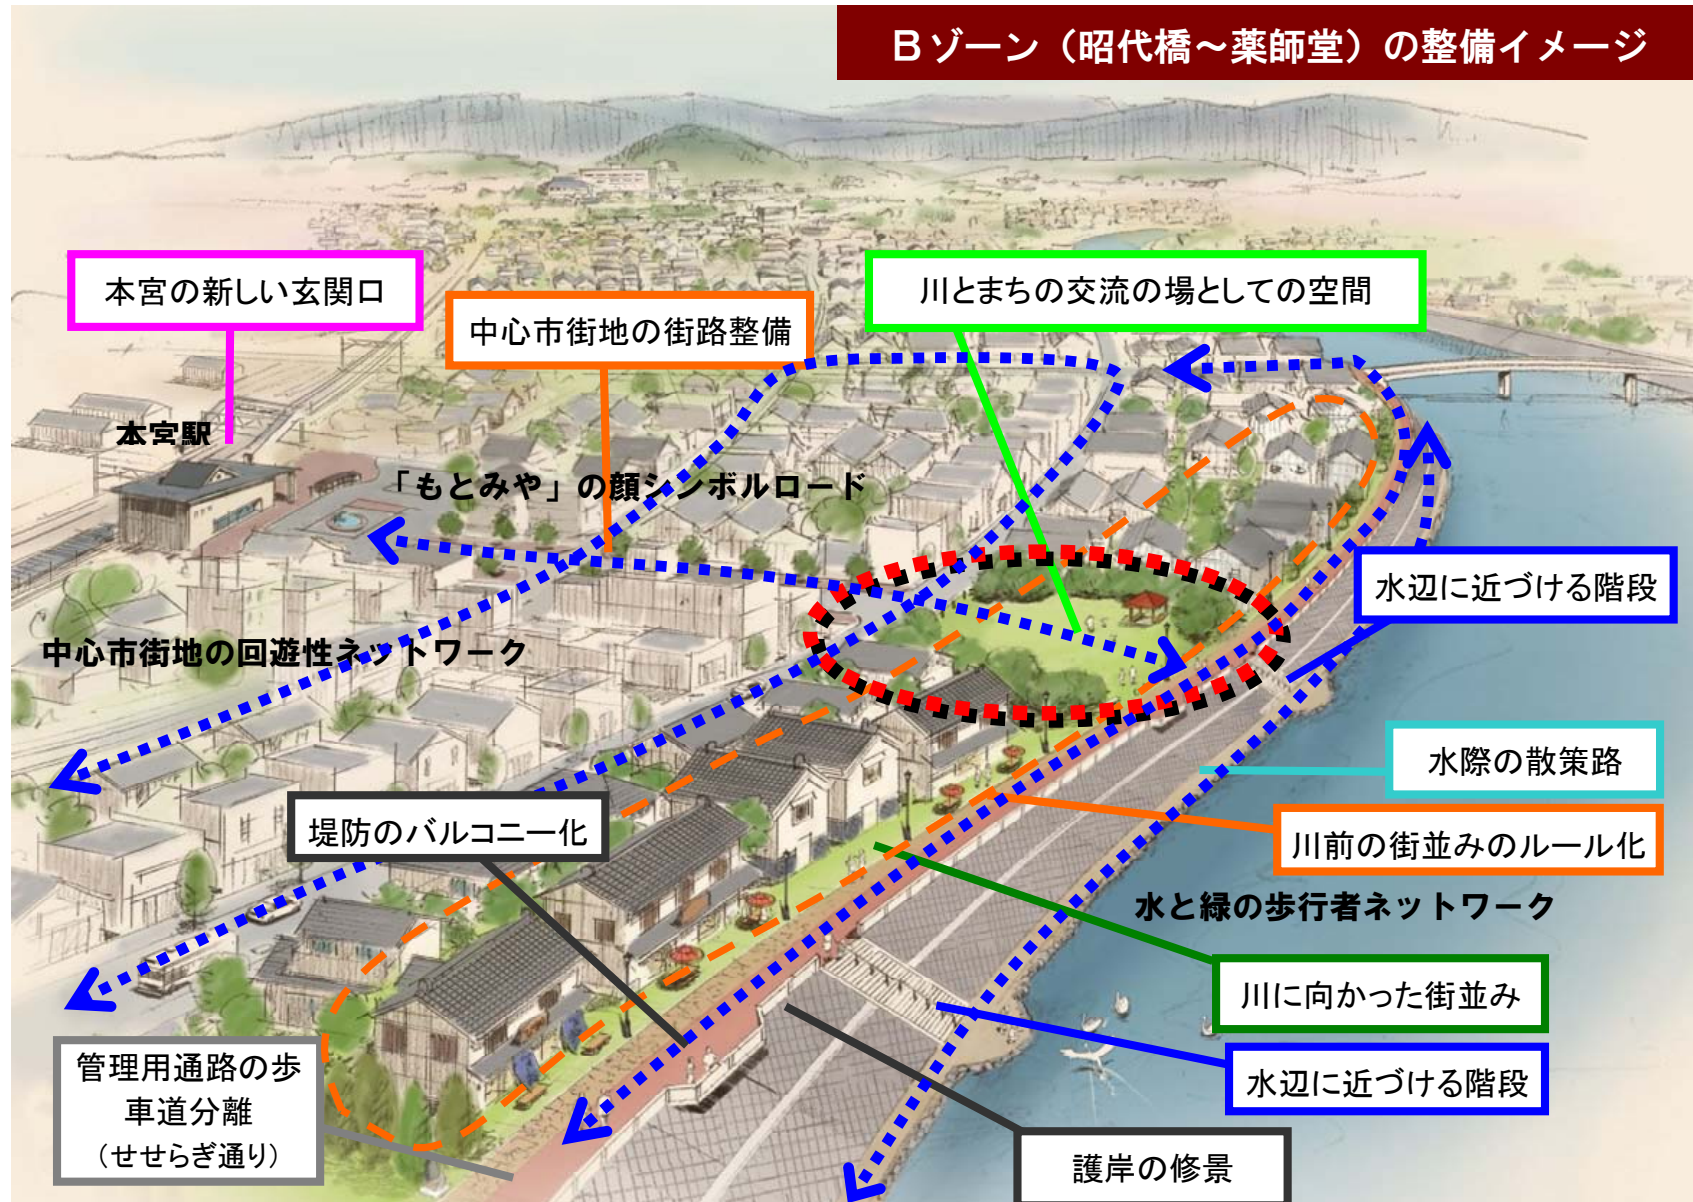 Bゾーン（昭代橋～薬師堂）の整備イメージ
本宮の新しい玄関口
川とまちの交流の場としての空間
中心市街地の街路整備
本宮駅
「もとみや」の顔シンボルロード
水辺に近づける階段
中心市街地の回遊性ネットワーク
水際の散策路
堤防のバルコニー化
川前の街並みのルール化
水と緑の歩行者ネットワーク
川に向かった街並み
管理用通路の歩
車道分離
（せせらぎ通り）
水辺に近づける階段
護岸の修景